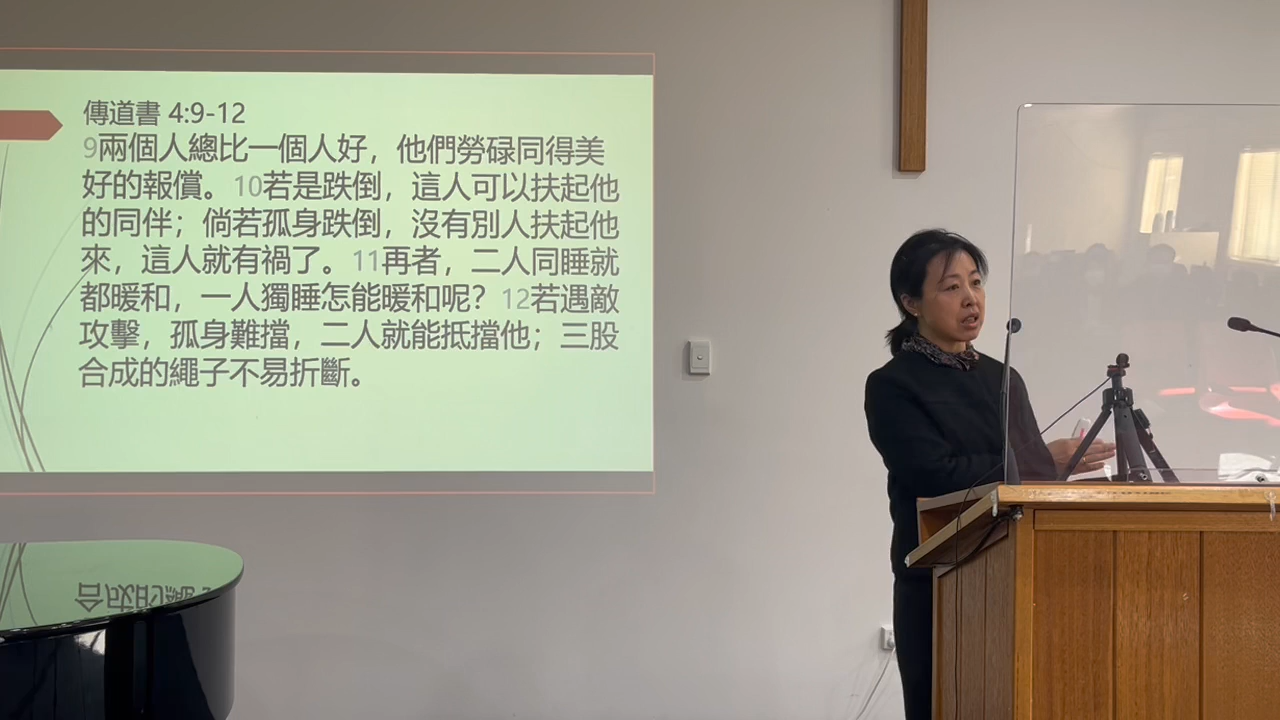 傳道書 4:9-12
9兩個人總比一個人好，他們勞碌同得美
好的報償。10若是跌倒，這人可以扶起他
的同伴；倘若孤身跌倒，沒有別人扶起他
來，這人就有禍了。11再者，二人同睡就
都暖和，一人獨睡怎能暖和呢？12若遇敵
攻擊，孤身難擋，二人就能抵擋他；三股
合成的繩子不易折斷。